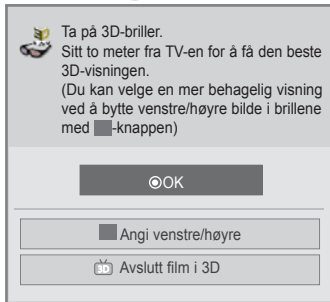 Ta på 3D-briller.
Sitt to meter fra TV-en for å få den beste
3D-visningen.
(Du kan velge en mer behagelig visning
ved å bytte venstre/høyre bilde i brillene
med -knappen)
OK
Angi venstre/høyre
3D Avslutt film i 3D